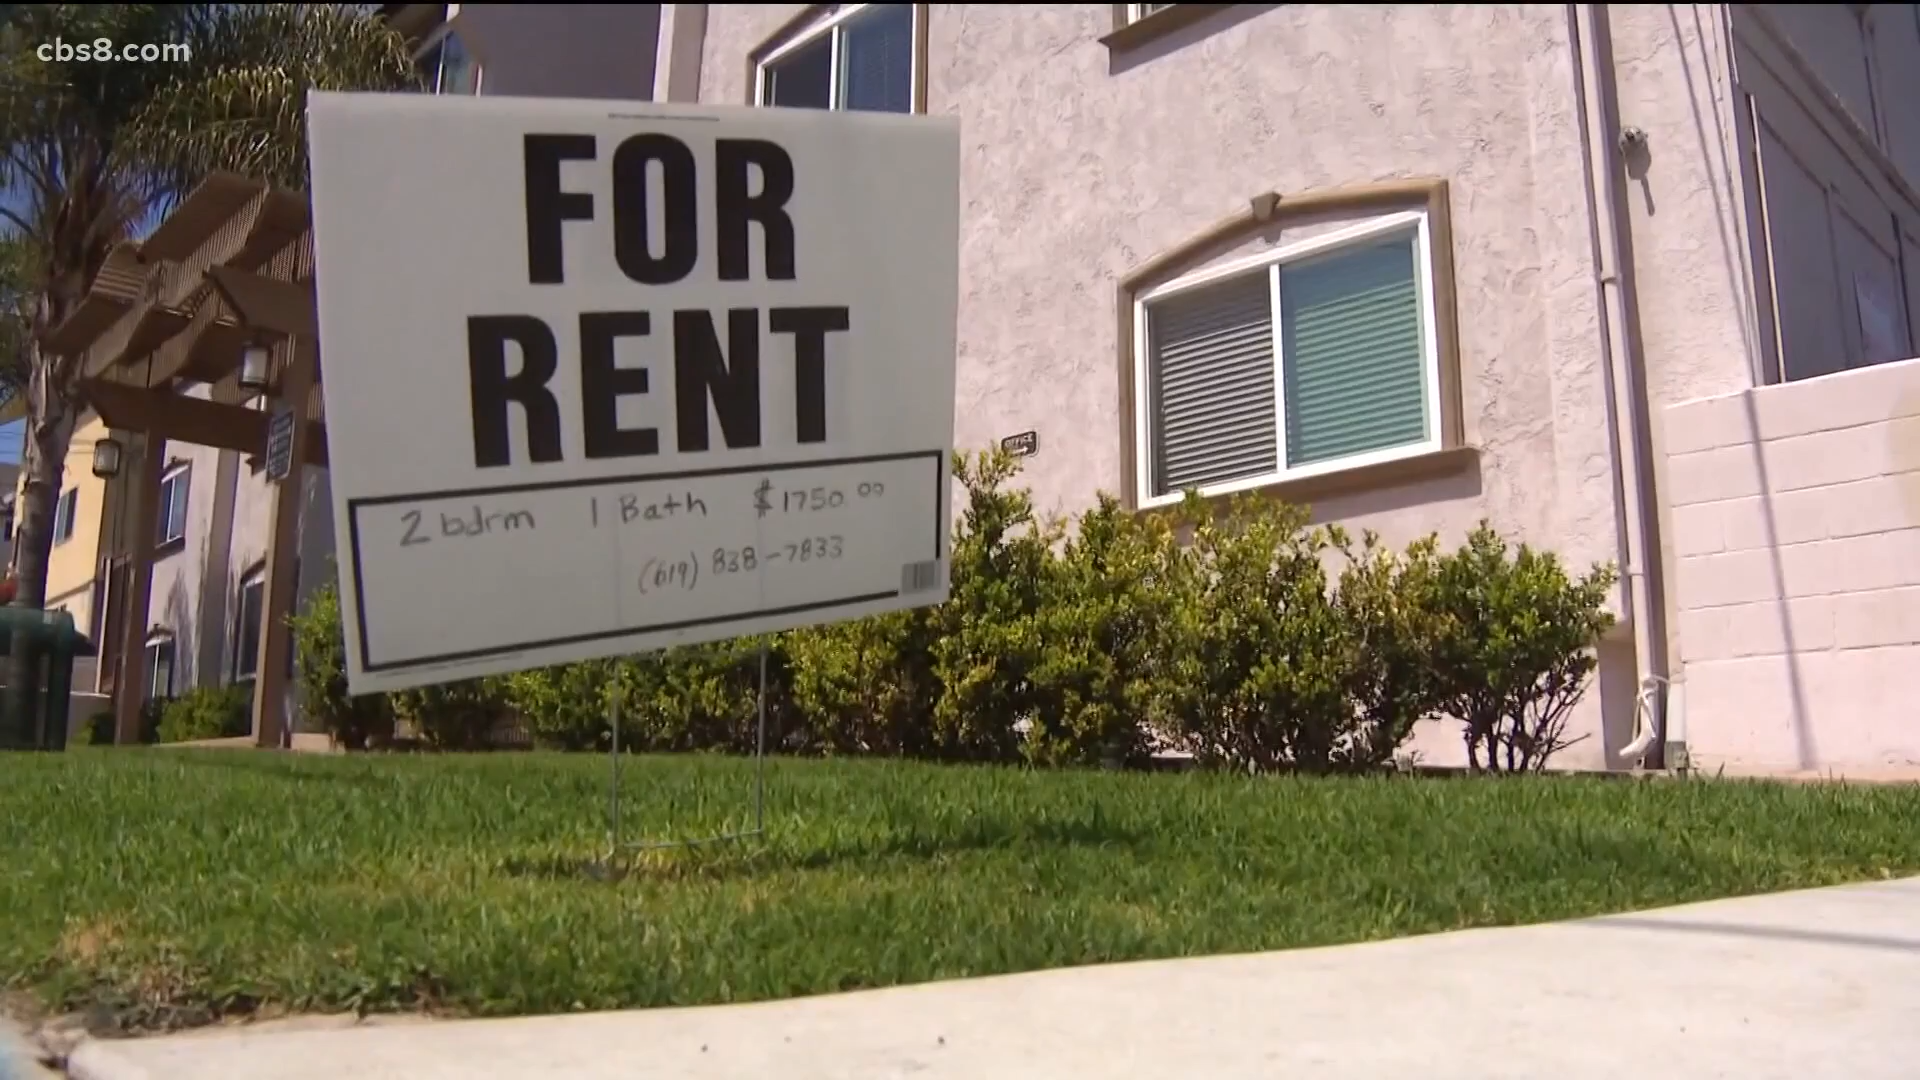 cbs8.com
FOR
RENT
2 bdrm 1 Bath $1750.00
(619) 838-7833
OFFICE